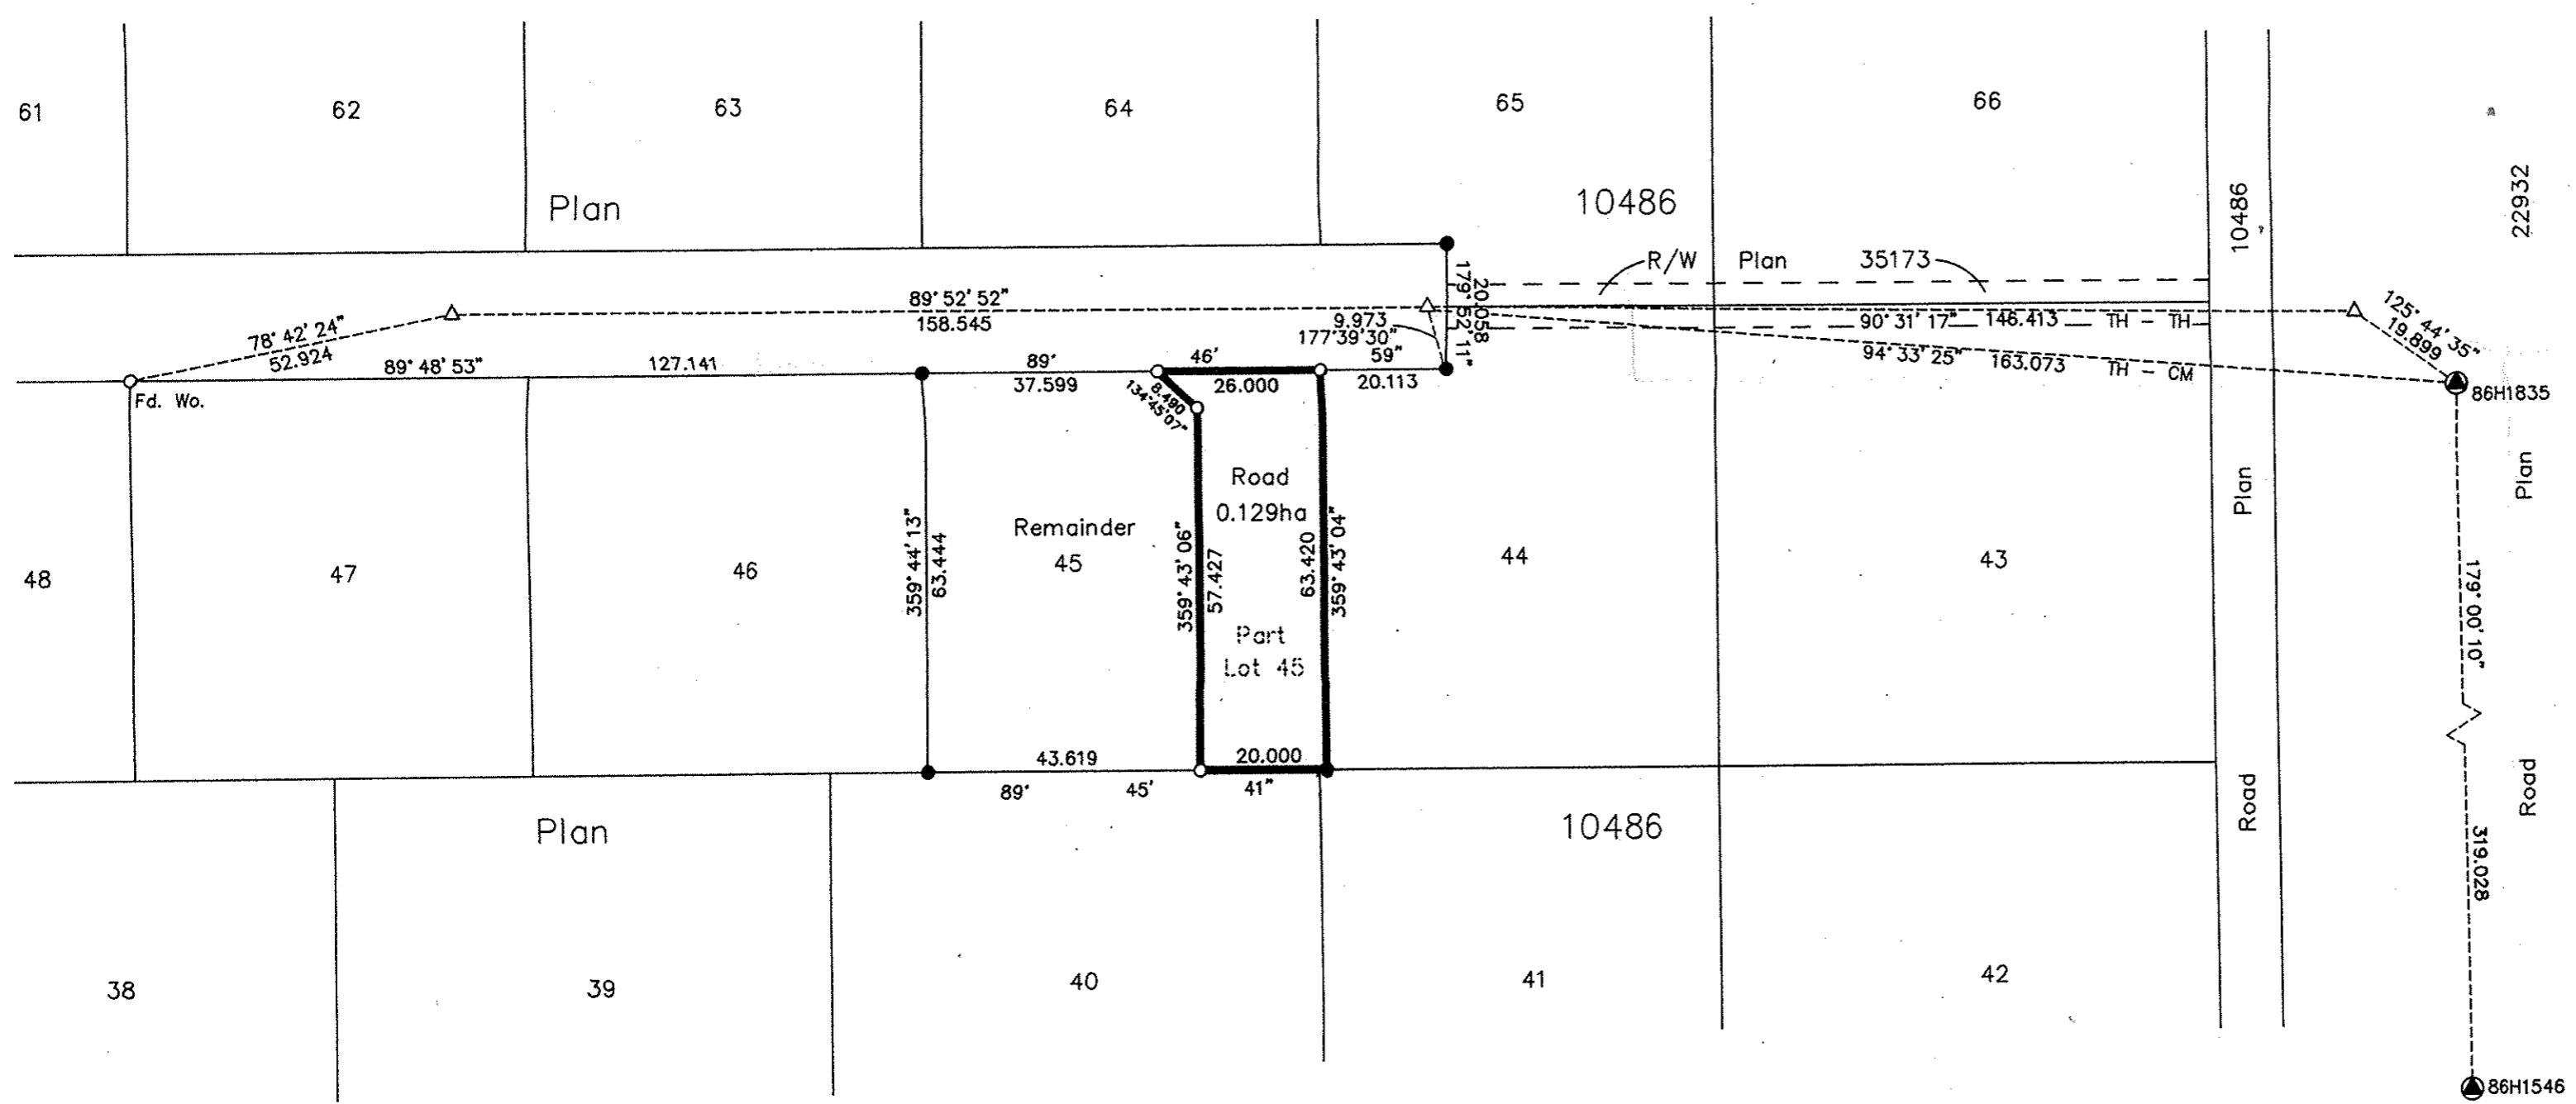 61
62
63
64
65
66
Plan
10486
10486
22932
R/W Plan 35173
89° 52' 52"
158.545
78° 42' 24"
52.924
89° 48' 53"
127.141
Fd. Wo.
89° 46' 59"
37.599
26.000
20.113
8.490
134°45'07"
9.973
177°39'30"
20.058
179° 52' 11"
90° 31' 17" 146.413 TH - TH
94° 33' 25" 163.073 TH - CM
125° 44' 35"
19.899
86H1835
48
47
46
Remainder
45
Road
0.129ha
Part
Lot 45
44
43
359° 44' 13"
63.444
359° 43' 06"
57.427
63.420
359° 43' 04"
Plan
Road
Plan
Road
179° 00' 10"
319.028
43.619
20.000
89° 45' 41"
Plan
10486
38
39
40
41
42
86H1546